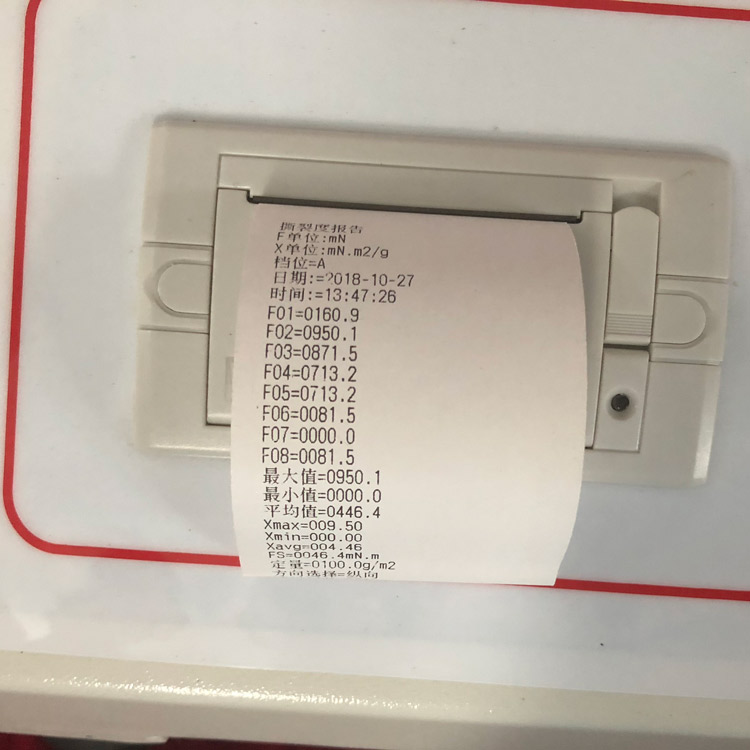 撕裂度报告
F单位:mN
X单位:mN.m2/g
档位=A
日期:=2018-10-27
时间:=13:47:26
F01=0160.9
F02=0950.1
F03=0871.5
F04=0713.2
F05=0713.2
F06=0081.5
F07=0000.0
F08=0081.5
最大值=0950.1
最小值=0000.0
平均值=0446.4
Xmax=009.50
Xmin=000.00
Xavg=004.46
FS=0046.4mN.m
定量=0100.0g/m2
方向选择=纵向